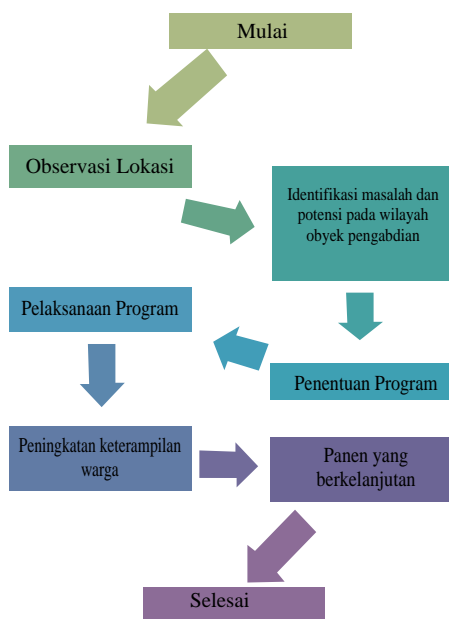 Mulai
Observasi Lokasi
Identifikasi masalah dan
potensi pada wilayah
obyek pengabdian
Penentuan Program
Pelaksanaan Program
Peningkatan keterampilan
warga
Panen yang
berkelanjutan
Selesai